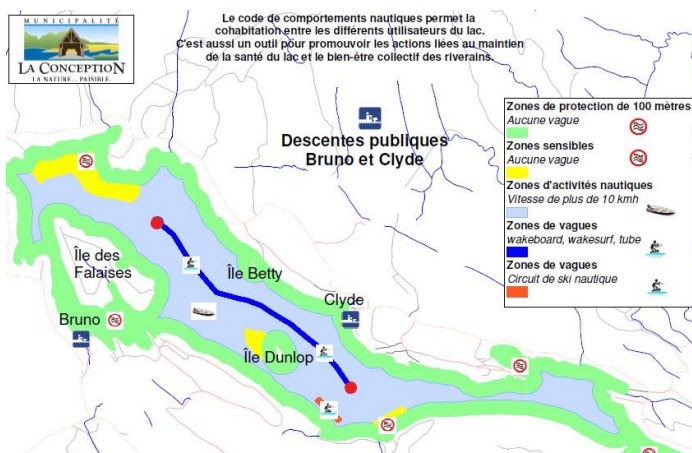 MUNICIPALITÉ
LA CONCEPTION
LA NATURE... PAISIBLE
Le code de comportements nautiques permet la
cohabitation entre les différents utilisateurs du lac.
C'est aussi un outil pour promouvoir les actions liées au maintien
de la santé du lac et le bien-être collectif des riverains.
Descentes publiques
Bruno et Clyde
Zones de protection de 100 mètres
Aucune vague
Zones sensibles
Aucune vague
Zones d'activités nautiques
Vitesse de plus de 10 kmh
Zones de vagues
wakeboard, wakesurf, tube
Zones de vagues
Circuit de ski nautique
Île des
Falaises
Île Betty
Clyde
Bruno
Île Dunlop